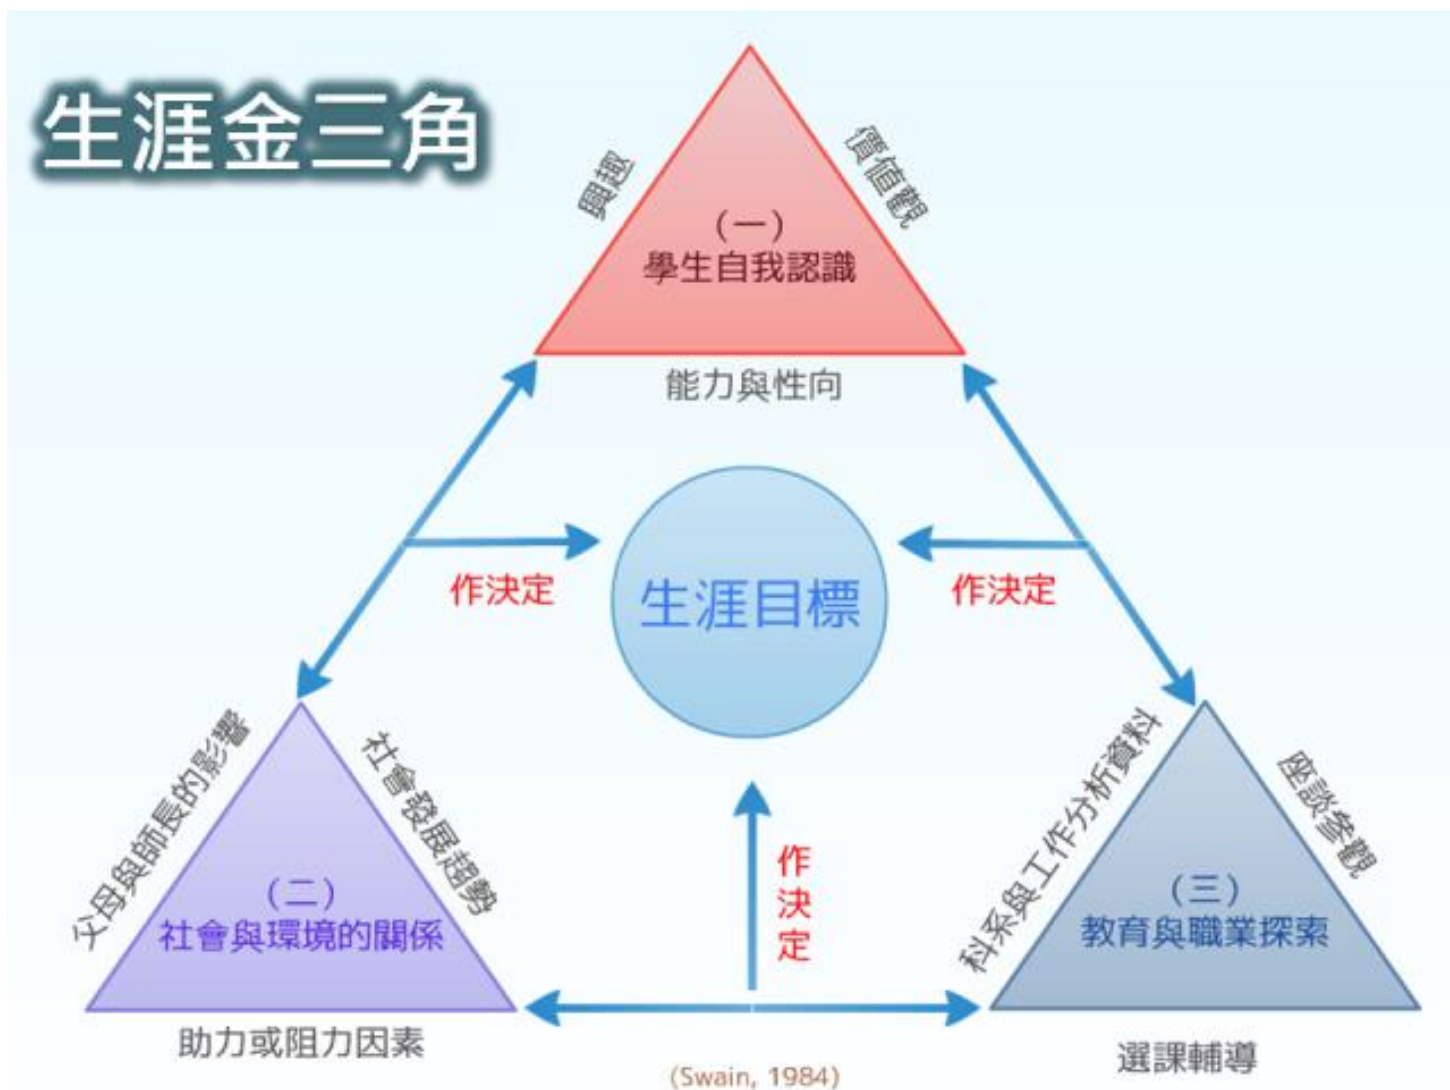 生涯金三角
興趣
價值觀
(一)
學生自我認識
能力與性向
作決定
生涯目標
作決定
父母與師長的影響
社會發展趨勢
(二)
社會與環境的關係
助力或阻力因素
作決定
科系與工作分析資料
座談參觀
(三)
教育與職業探索
選課輔導
(Swain, 1984)